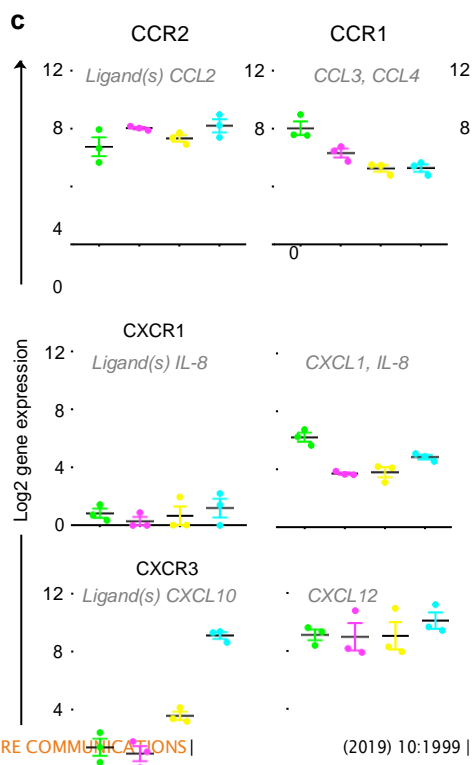 c
CCR2 CCR1
12 Ligand(s) CCL2 12 CCL3, CCL4 12
8 8 8
4
0 0
CXCR1
12 Ligand(s) IL-8 CXCL1, IL-8
8
4
0
Log2 gene expression
CXCR3
12 Ligand(s) CXCL10 CXCL12
8
4
RE COMMUNICATIONS | (2019) 10:1999 |